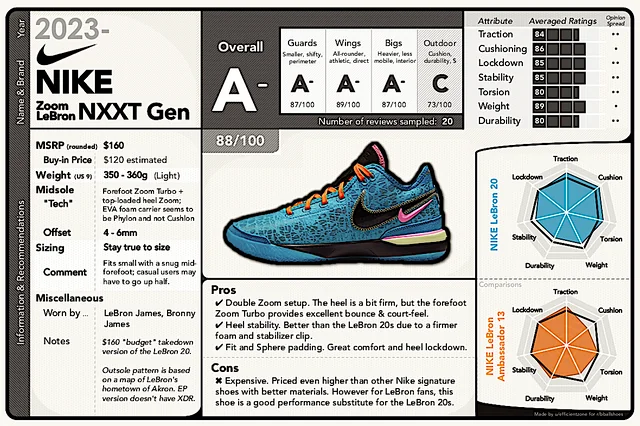 Year
2023-
Name & Brand
NIKE
Zoom
LeBron NXXT Gen
Overall
A-
88/100
Guards
Smaller, shifty,
perimeter
A-
87/100
Wings
All-rounder,
athletic, direct
A-
89/100
Bigs
Heavier, less
mobile, interior
A-
87/100
Outdoor
Cushion,
durability, $
C
73/100
Number of reviews sampled: 20
Attribute Averaged Ratings Opinion Spread
Traction 84 ••
Cushioning 86 •
Lockdown 85 ••
Stability 85 ••
Torsion 80 ••
Weight 89 •
Durability 80 ••
Information & Recommendations
MSRP (rounded) $160
Buy-in Price $120 estimated
Weight (US 9) 350 - 360g (Light)
Midsole "Tech" Forefoot Zoom Turbo +
top-loaded heel Zoom;
EVA foam carrier seems to
be Phylon and not Cushlon
Offset 4 - 6mm
Sizing Stay true to size
Comment Fits small with a snug mid-
forefoot; casual users may
have to go up half.
Miscellaneous
Worn by ... LeBron James, Bronny
James
Notes $160 "budget" takedown
version of the LeBron 20.
Outsole pattern is
based on a map of LeBron's
hometown of Akron. EP
version doesn't have XDR.
Pros
✔ Double Zoom setup. The heel is a bit firm, but the forefoot
Zoom Turbo provides excellent bounce & court-feel.
✔ Heel stability. Better than the LeBron 20s due to a firmer
foam and stabilizer clip.
✔ Fit and Sphere padding. Great comfort and heel lockdown.
Cons
✖ Expensive. Priced even higher than other Nike signature
shoes with better materials. However for LeBron fans, this
shoe is a good performance substitute for the LeBron 20s.
NIKE LeBron 20
Traction
Cushion
Torsion
Weight
Durability
Stability
Lockdown
Comparisons
NIKE LeBron
Ambassador 13
Traction
Cushion
Torsion
Weight
Durability
Stability
Lockdown
Made by u/efficientzone for r/bballshoes